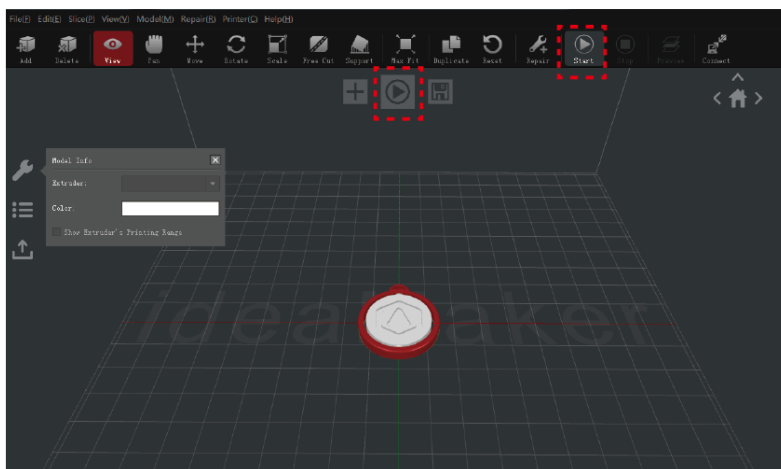 File(F) Edit(E) Slice(P) View(V) Model(M) Repair(R) Printer(C) Help(H)
Add Delete View Pan Move Rotate Scale Free Cut Support Max Fit Duplicate Reset Repair Start Stop Preview Connect
Model Info
Extruder:
Color:
Show Extruder's Printing Range
ideaMaker